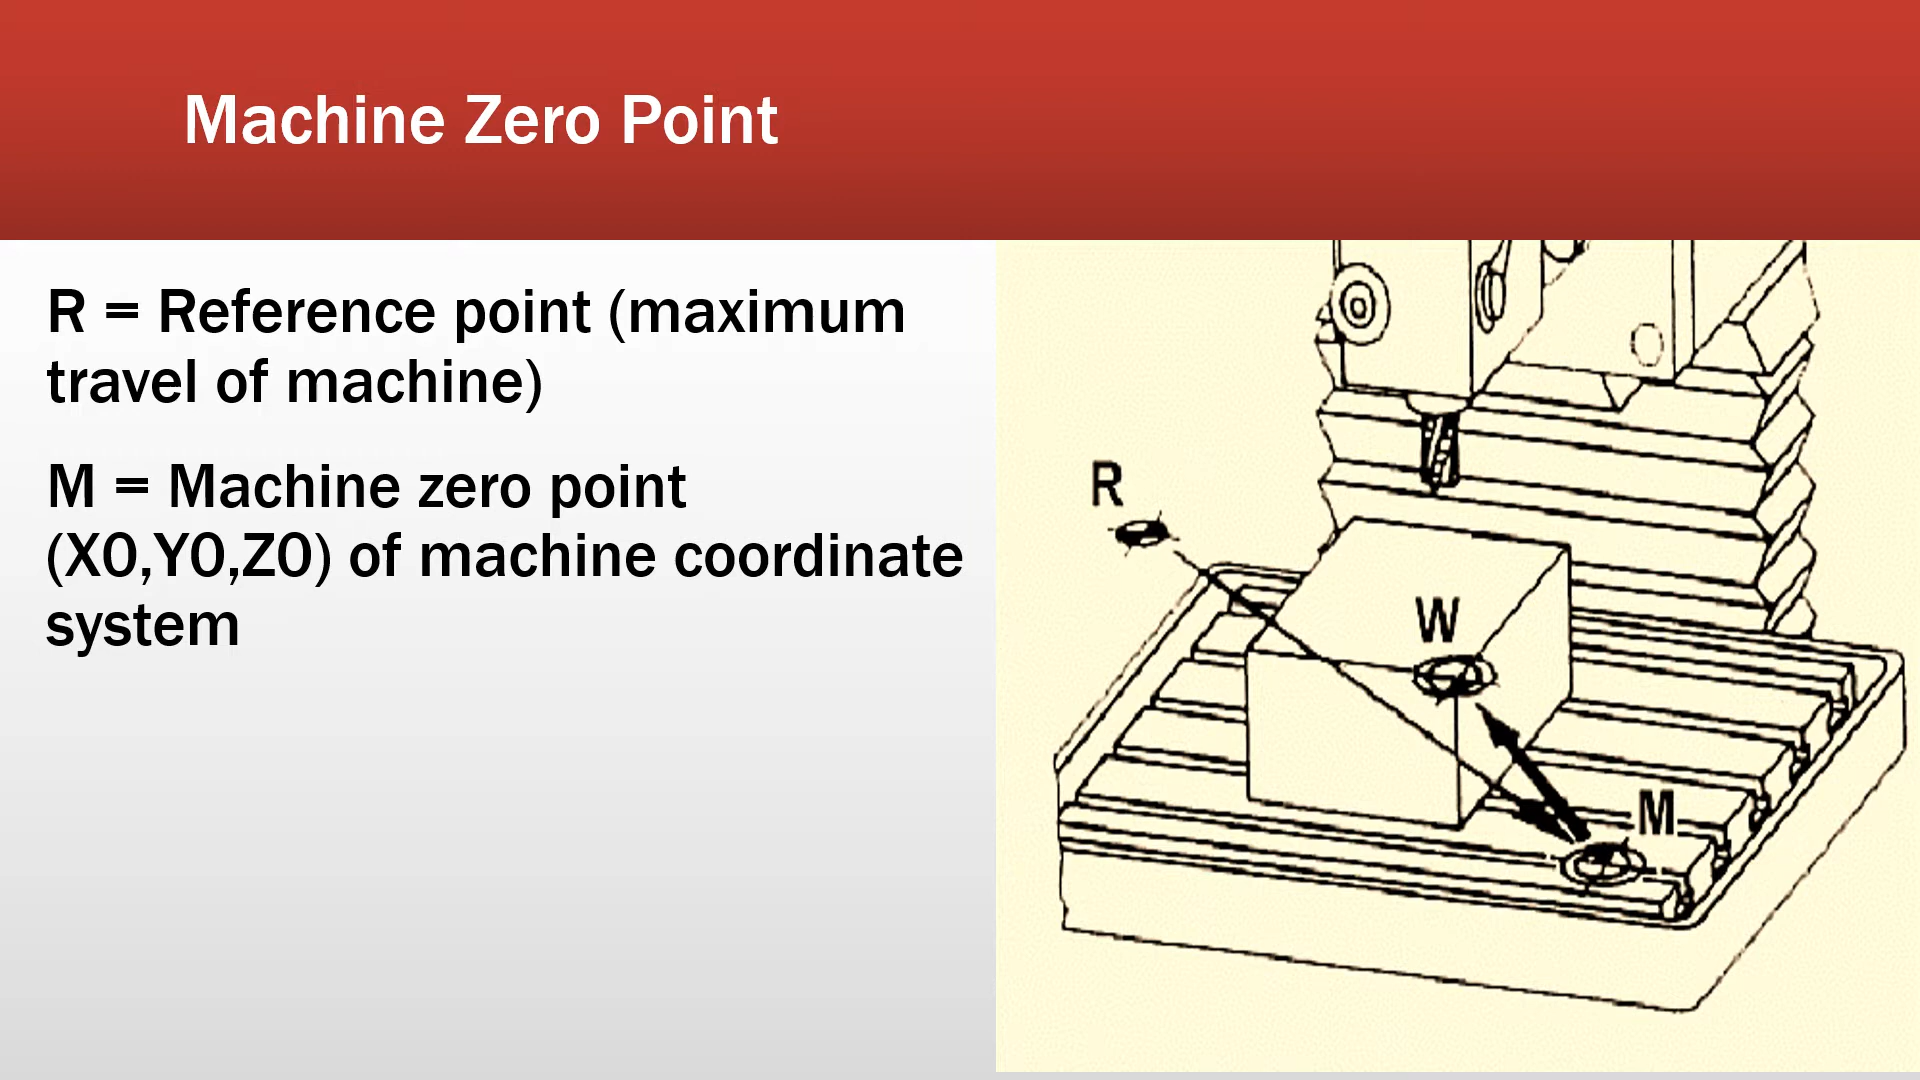 Machine Zero Point
R = Reference point (maximum
travel of machine)
M = Machine zero point
(X0,Y0,Z0) of machine coordinate
system
R
W
M